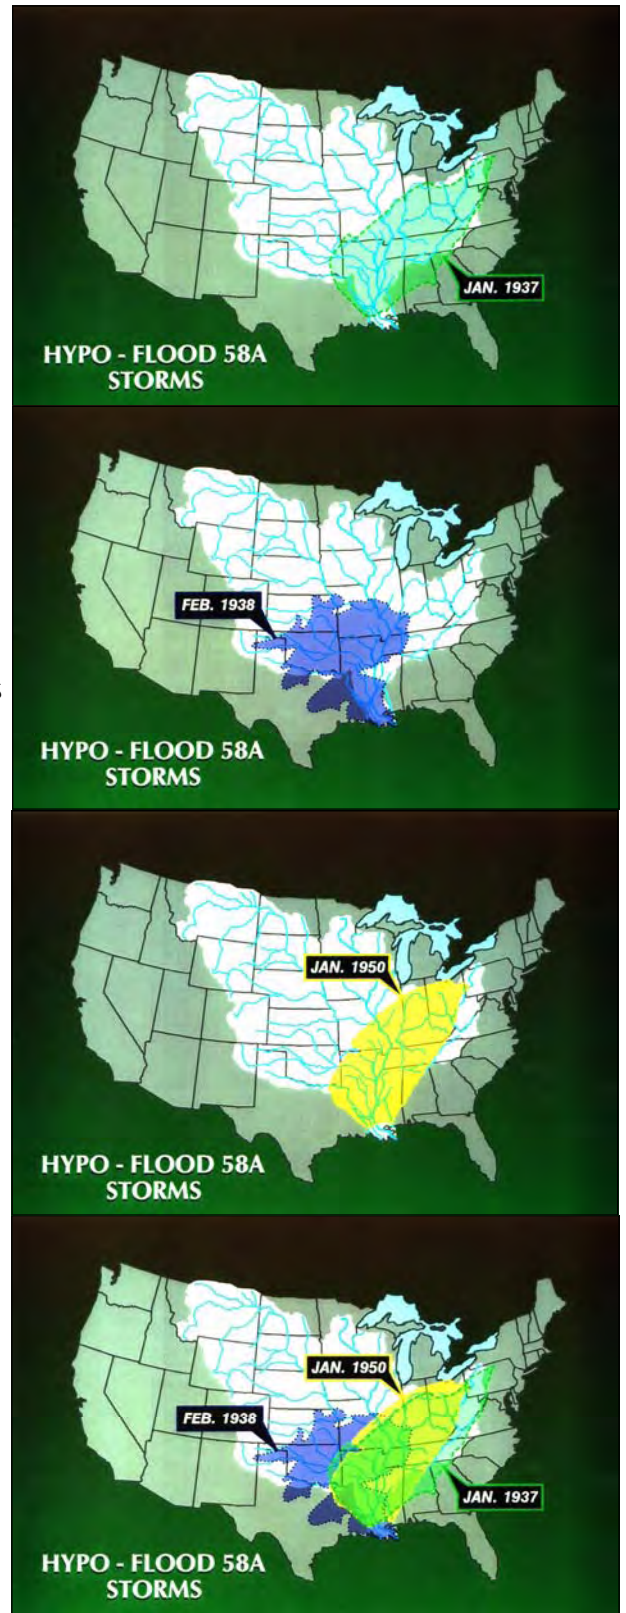 JAN. 1937
HYPO - FLOOD 58A
STORMS
FEB. 1938
HYPO - FLOOD 58A
STORMS
JAN. 1950
HYPO - FLOOD 58A
STORMS
JAN. 1950
FEB. 1938
JAN. 1937
HYPO - FLOOD 58A
STORMS